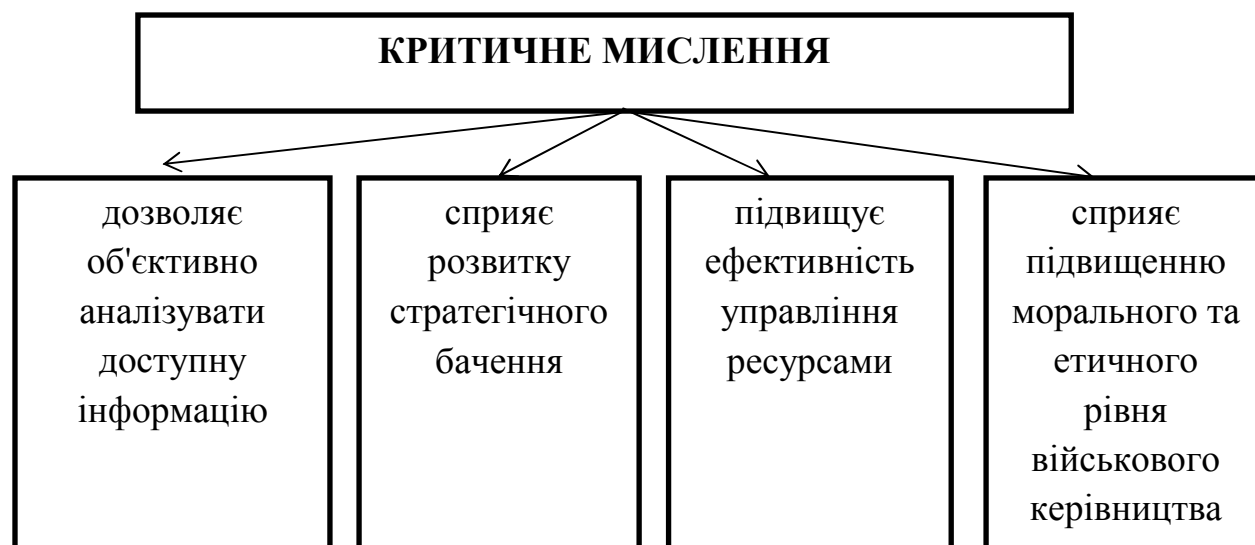 КРИТИЧНЕ МИСЛЕННЯ
дозволяє
об'єктивно
аналізувати
доступну
інформацію
сприяє
розвитку
стратегічного
бачення
підвищує
ефективність
управління
ресурсами
сприяє
підвищенню
морального та
етичного
рівня
військового
керівництва